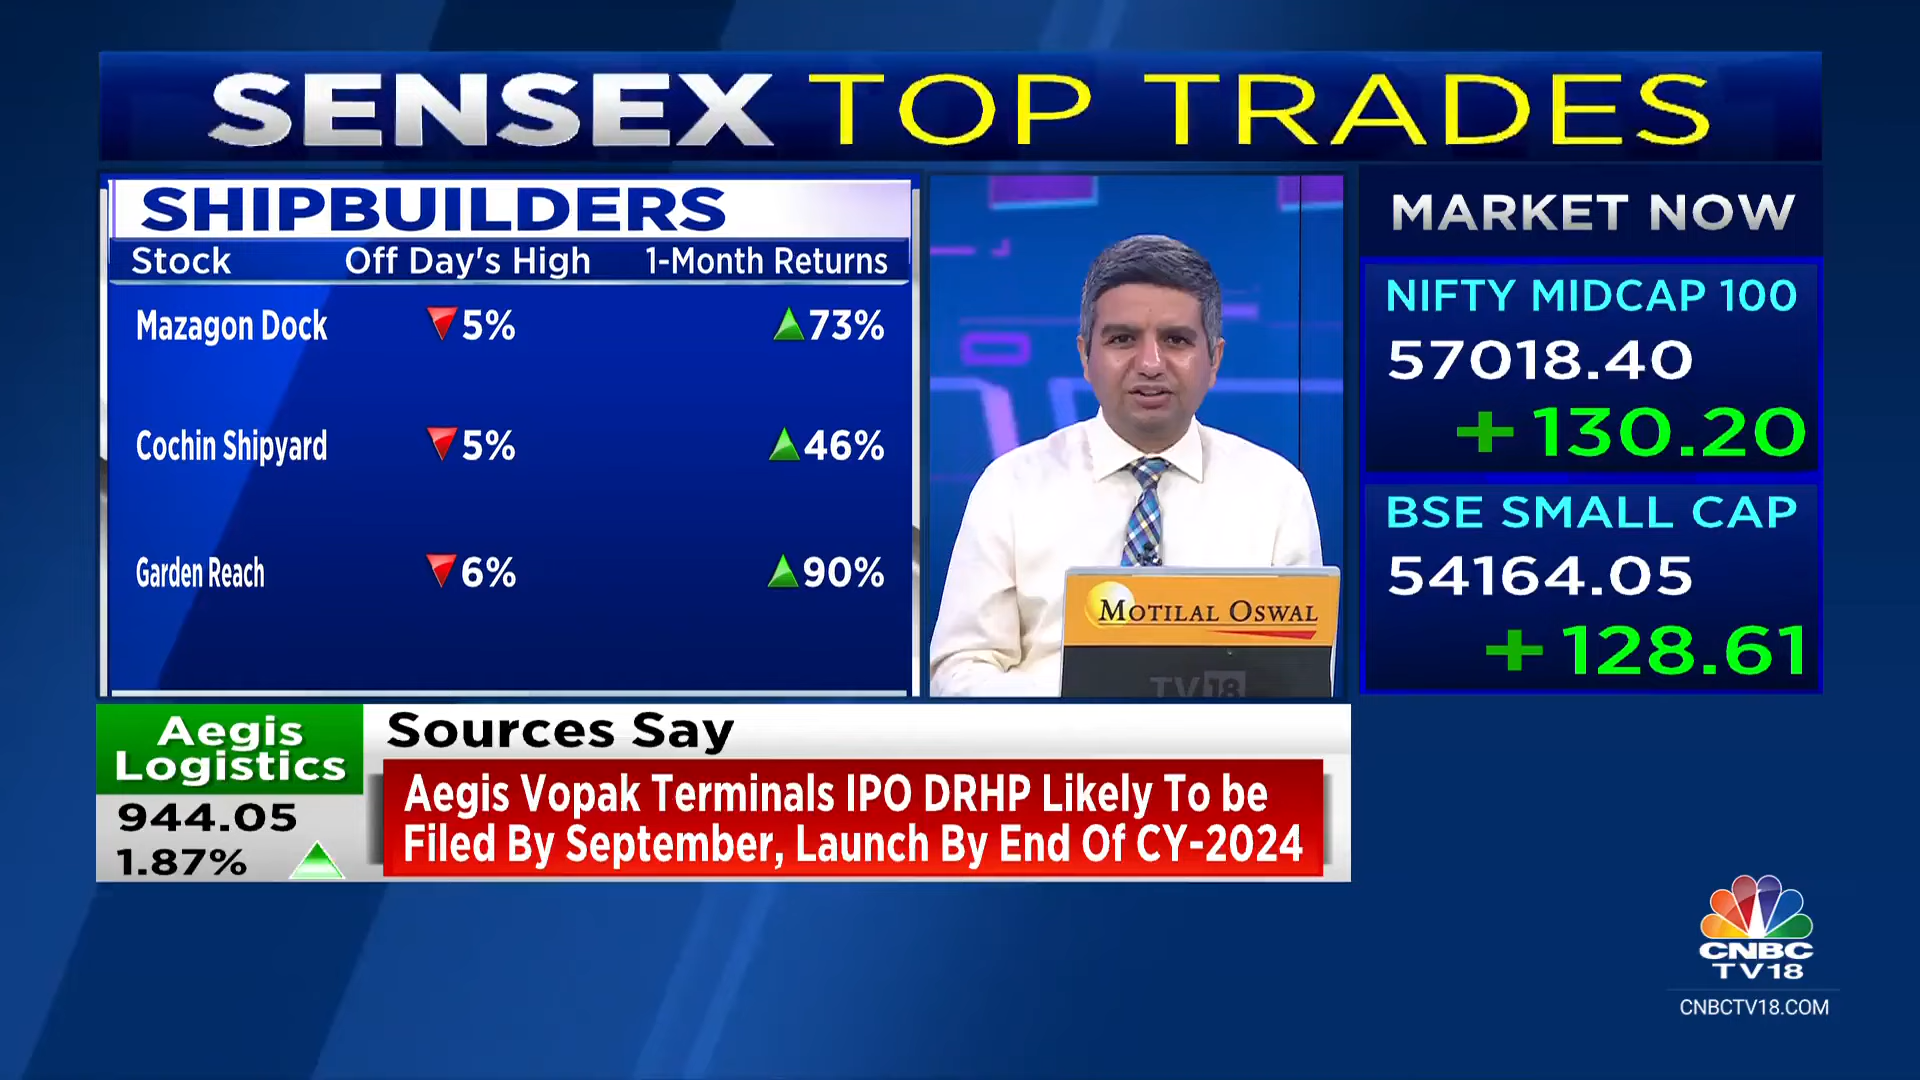 SENSEX TOP TRADES
SHIPBUILDERS
Stock Off Day's High 1-Month Returns
Mazagon Dock 5% 73%
Cochin Shipyard 5% 46%
Garden Reach 6% 90%
MOTILAL OSWAL
TV18
MARKET NOW
NIFTY MIDCAP 100
57018.40
+130.20
BSE SMALL CAP
54164.05
+128.61
Aegis
Logistics
944.05
1.87%
Sources Say
Aegis Vopak Terminals IPO DRHP Likely To be
Filed By September, Launch By End Of CY-2024
CNBC
TV18
CNBCTV18.COM